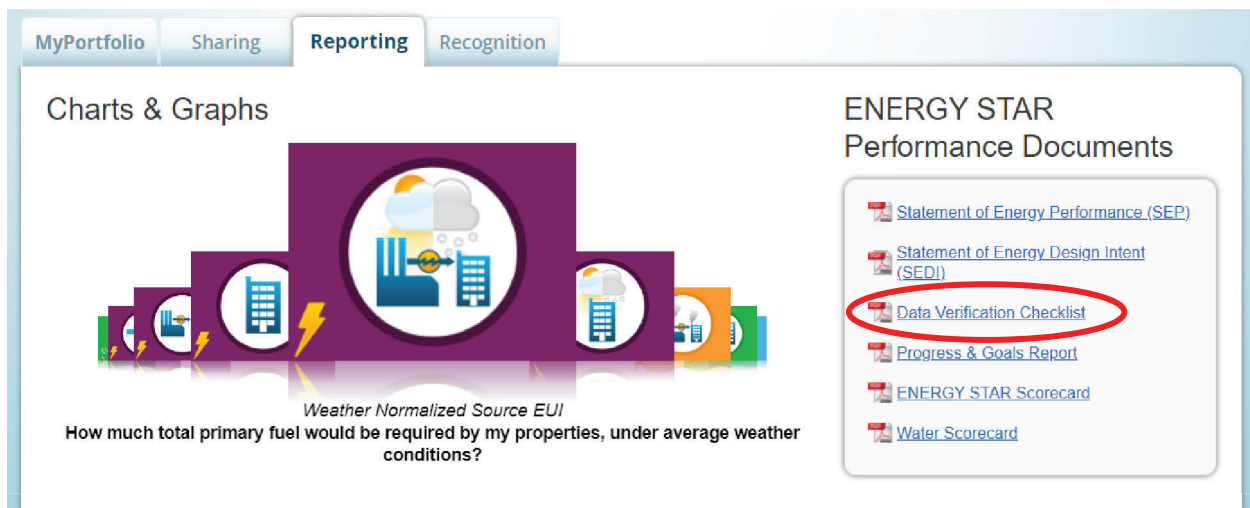 MyPortfolio
Sharing
Reporting
Recognition
Charts & Graphs
Weather Normalized Source EUI
How much total primary fuel would be required by my properties, under average weather
conditions?
ENERGY STAR
Performance Documents
Statement of Energy Performance (SEP)
Statement of Energy Design Intent
(SEDI)
Data Verification Checklist
Progress & Goals Report
ENERGY STAR Scorecard
Water Scorecard